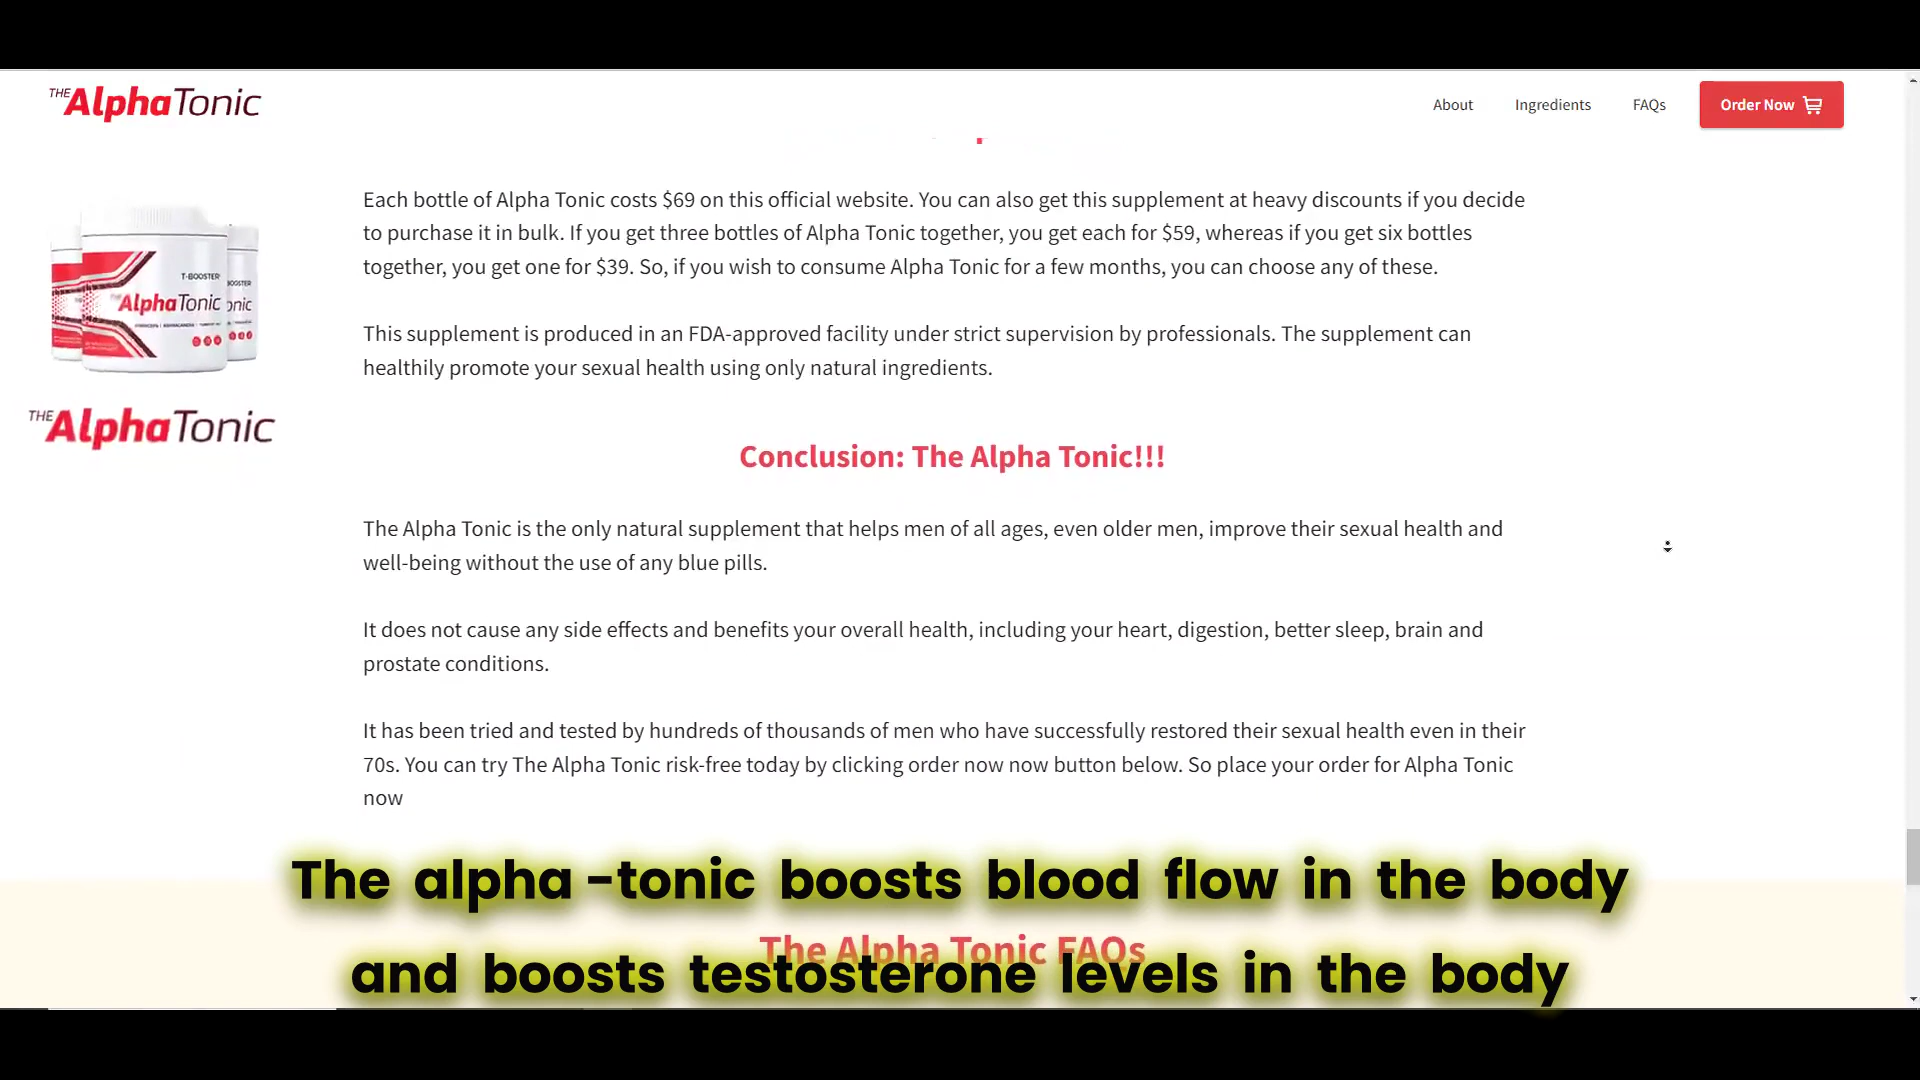 THE AlphaTonic
About
Ingredients
FAQs
Order Now
Each bottle of Alpha Tonic costs $69 on this official website. You can also get this supplement at heavy discounts if you decide
to purchase it in bulk. If you get three bottles of Alpha Tonic together, you get each for $59, whereas if you get six bottles
together, you get one for $39. So, if you wish to consume Alpha Tonic for a few months, you can choose any of these.
T-BOOSTER
BOOSTER
AlphaTonic
onic
This supplement is produced in an FDA-approved facility under strict supervision by professionals. The supplement can
healthily promote your sexual health using only natural ingredients.
THE AlphaTonic
Conclusion: The Alpha Tonic!!!
The Alpha Tonic is the only natural supplement that helps men of all ages, even older men, improve their sexual health and
well-being without the use of any blue pills.
It does not cause any side effects and benefits your overall health, including your heart, digestion, better sleep, brain and
prostate conditions.
It has been tried and tested by hundreds of thousands of men who have successfully restored their sexual health even in their
70s. You can try The Alpha Tonic risk-free today by clicking order now now button below. So place your order for Alpha Tonic
now
The alpha -tonic boosts blood flow in the body
The Alpha Tonic FAQs
and boosts testosterone levels in the body